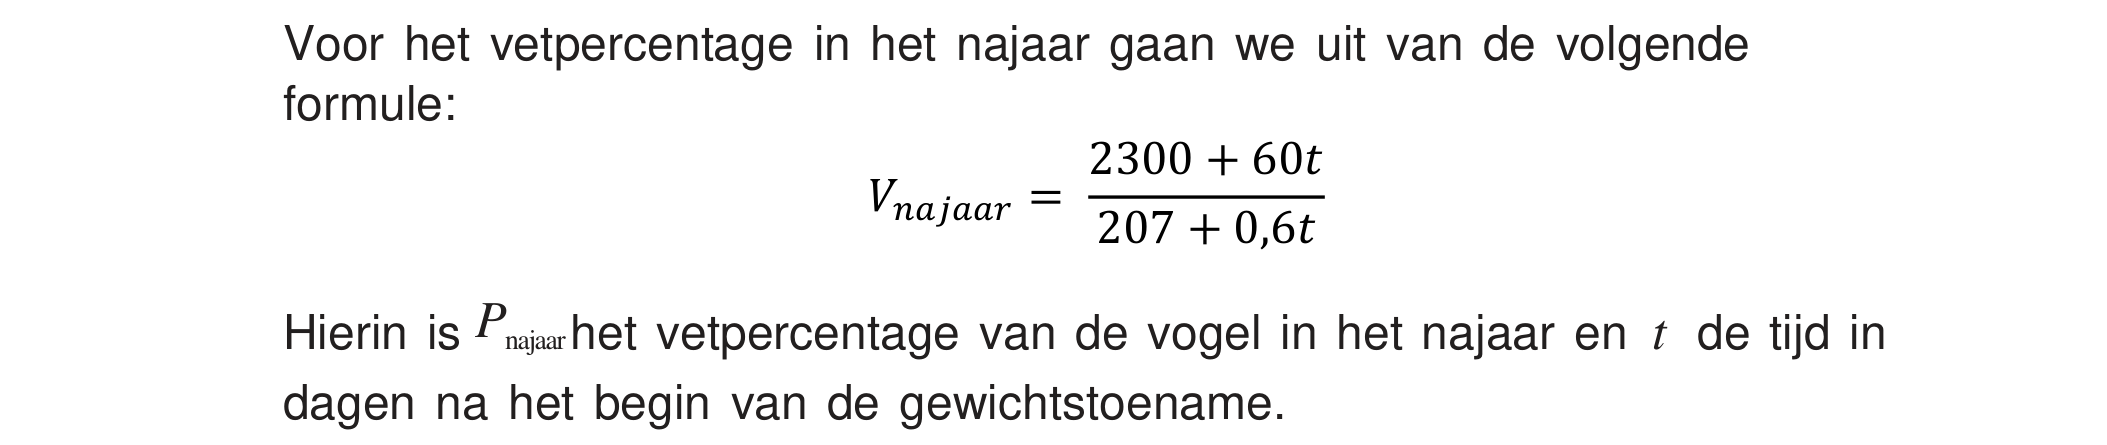 Voor het vetpercentage in het najaar gaan we uit van de volgende
formule:
V_najaar = (2300 + 60t) / (207 + 0,6t)
Hierin is P_najaar het vetpercentage van de vogel in het najaar en t de tijd in
dagen na het begin van de gewichtstoename.